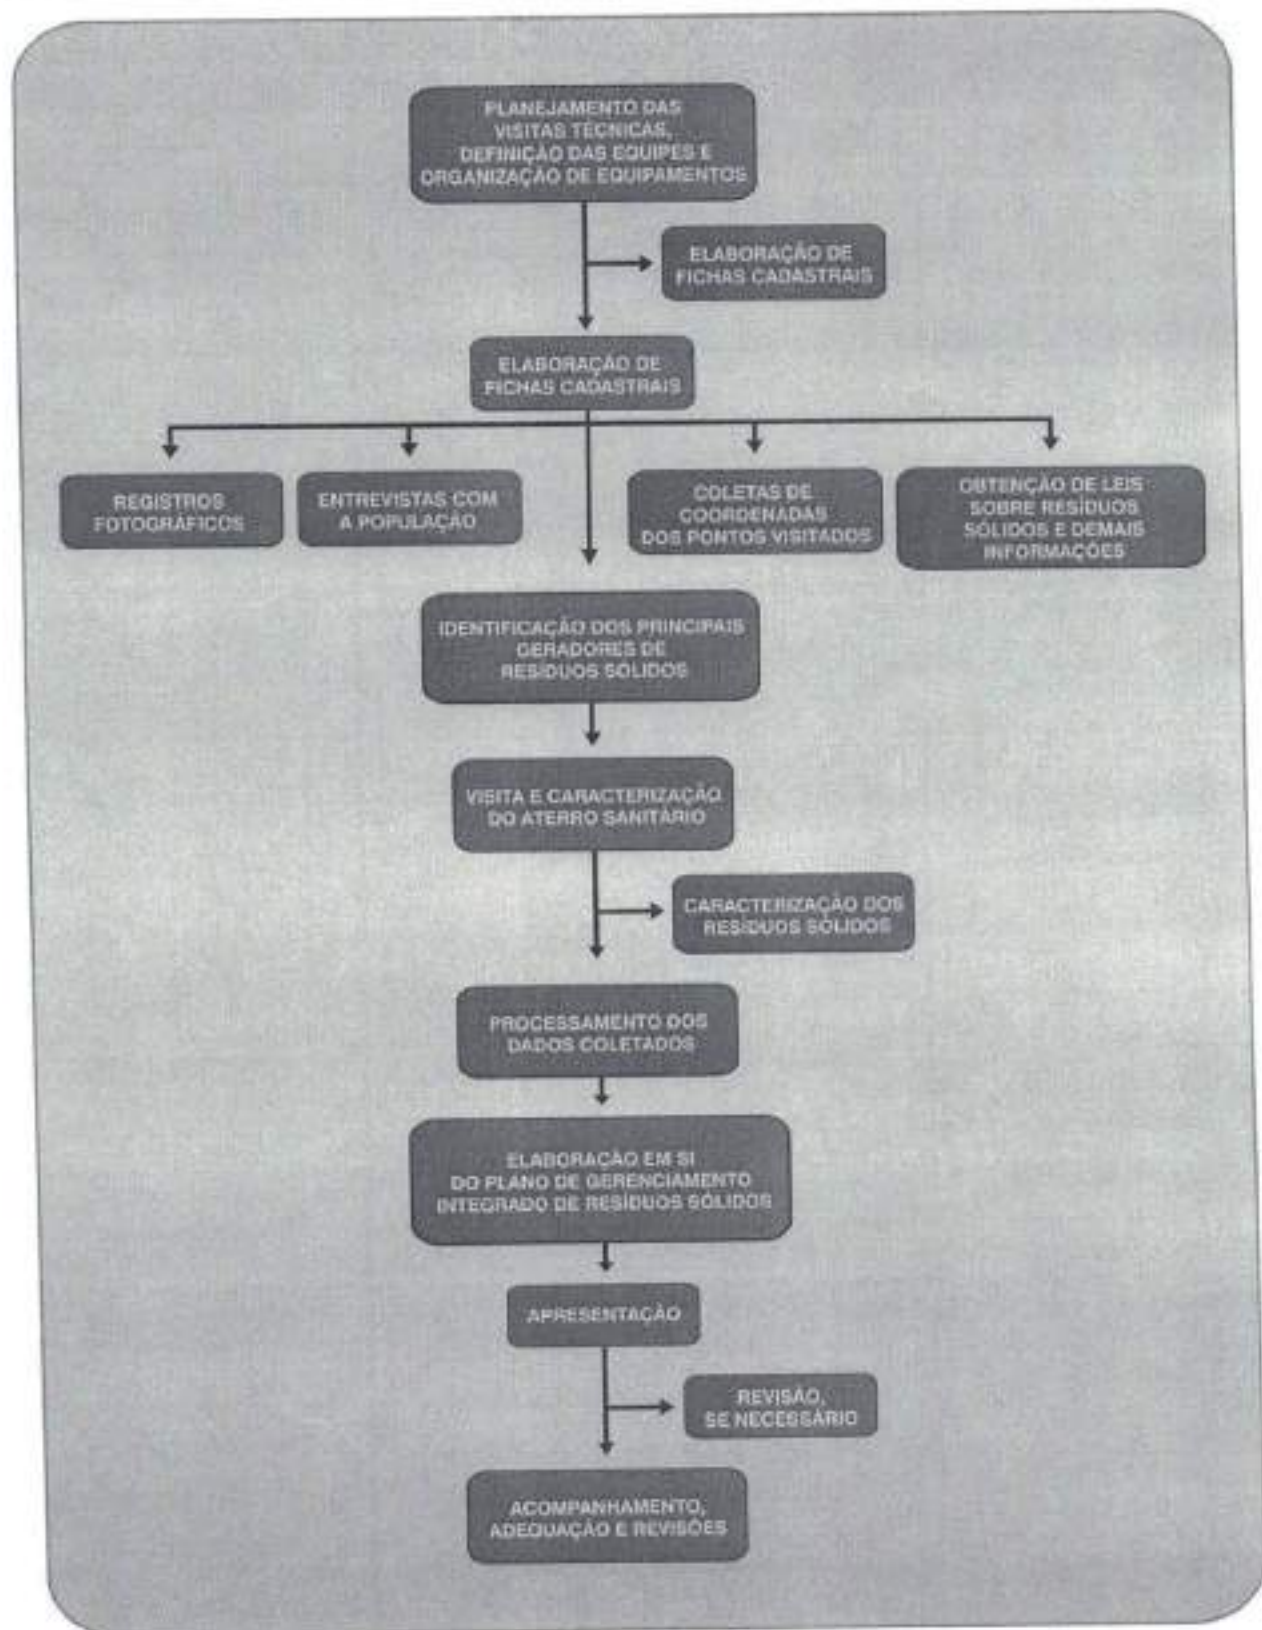 PLANEJAMENTO DAS
VISITAS TÉCNICAS,
DEFINIÇÃO DAS EQUIPES E
ORGANIZAÇÃO DE EQUIPAMENTOS
ELABORAÇÃO DE
FICHAS CADASTRAIS
ELABORAÇÃO DE
FICHAS CADASTRAIS
REGISTROS
FOTOGRÁFICOS
ENTREVISTAS COM
A POPULAÇÃO
COLETAS DE
COORDENADAS
DOS PONTOS VISITADOS
OBTENÇÃO DE LEIS
SOBRE RESÍDUOS
SÓLIDOS E DEMAIS
INFORMAÇÕES
IDENTIFICAÇÃO DOS PRINCIPAIS
GERADORES DE
RESÍDUOS SÓLIDOS
VISITA E CARACTERIZAÇÃO
DO ATERRO SANITÁRIO
CARACTERIZAÇÃO DOS
RESÍDUOS SÓLIDOS
PROCESSAMENTO DOS
DADOS COLETADOS
ELABORAÇÃO EM SI
DO PLANO DE GERENCIAMENTO
INTEGRADO DE RESÍDUOS SÓLIDOS
APRESENTAÇÃO
REVISÃO,
SE NECESSÁRIO
ACOMPANHAMENTO,
ADEQUAÇÃO E REVISÕES